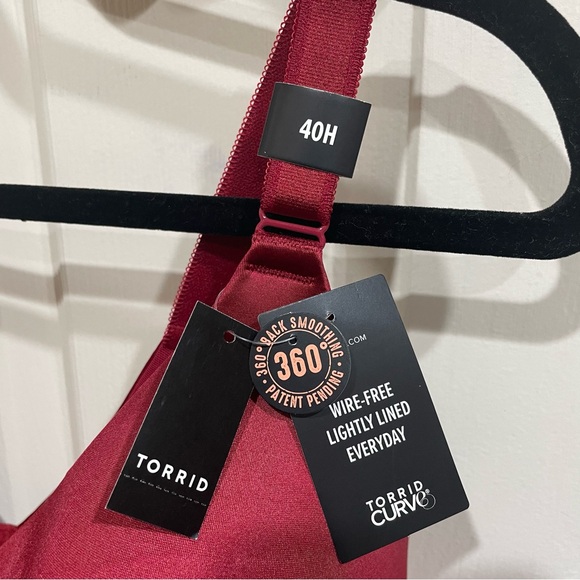 40H
360° BACK SMOOTHING
360°
PATENT PENDING
.COM
WIRE-FREE
LIGHTLY LINED
EVERYDAY
TORRID
CURVE
TORRID